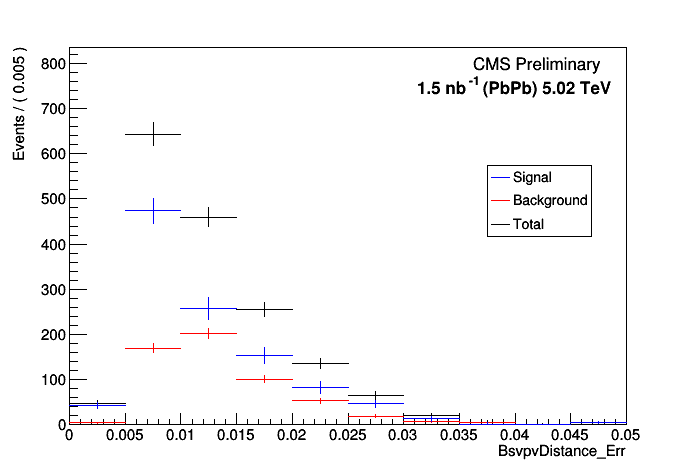 CMS Preliminary
1.5 nb-1 (PbPb) 5.02 TeV
Events / ( 0.005 )
800
700
600
500
400
300
200
100
0
Signal
Background
Total
0 0.005 0.01 0.015 0.02 0.025 0.03 0.035 0.04 0.045 0.05
BsvpvDistance_Err